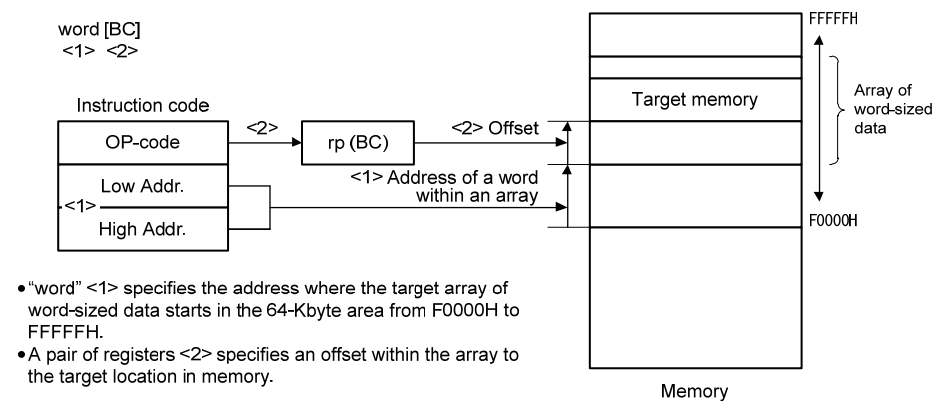 word [BC]
<1> <2>
Instruction code
OP-code
Low Addr.
<1>
High Addr.
<2>
rp (BC)
<2> Offset
<1> Address of a word
within an array
Target memory
FFFFFH
Array of
word-sized
data
F0000H
Memory
• “word” <1> specifies the address where the target array of
word-sized data starts in the 64-Kbyte area from F0000H to
FFFFFH.
• A pair of registers <2> specifies an offset within the array to
the target location in memory.